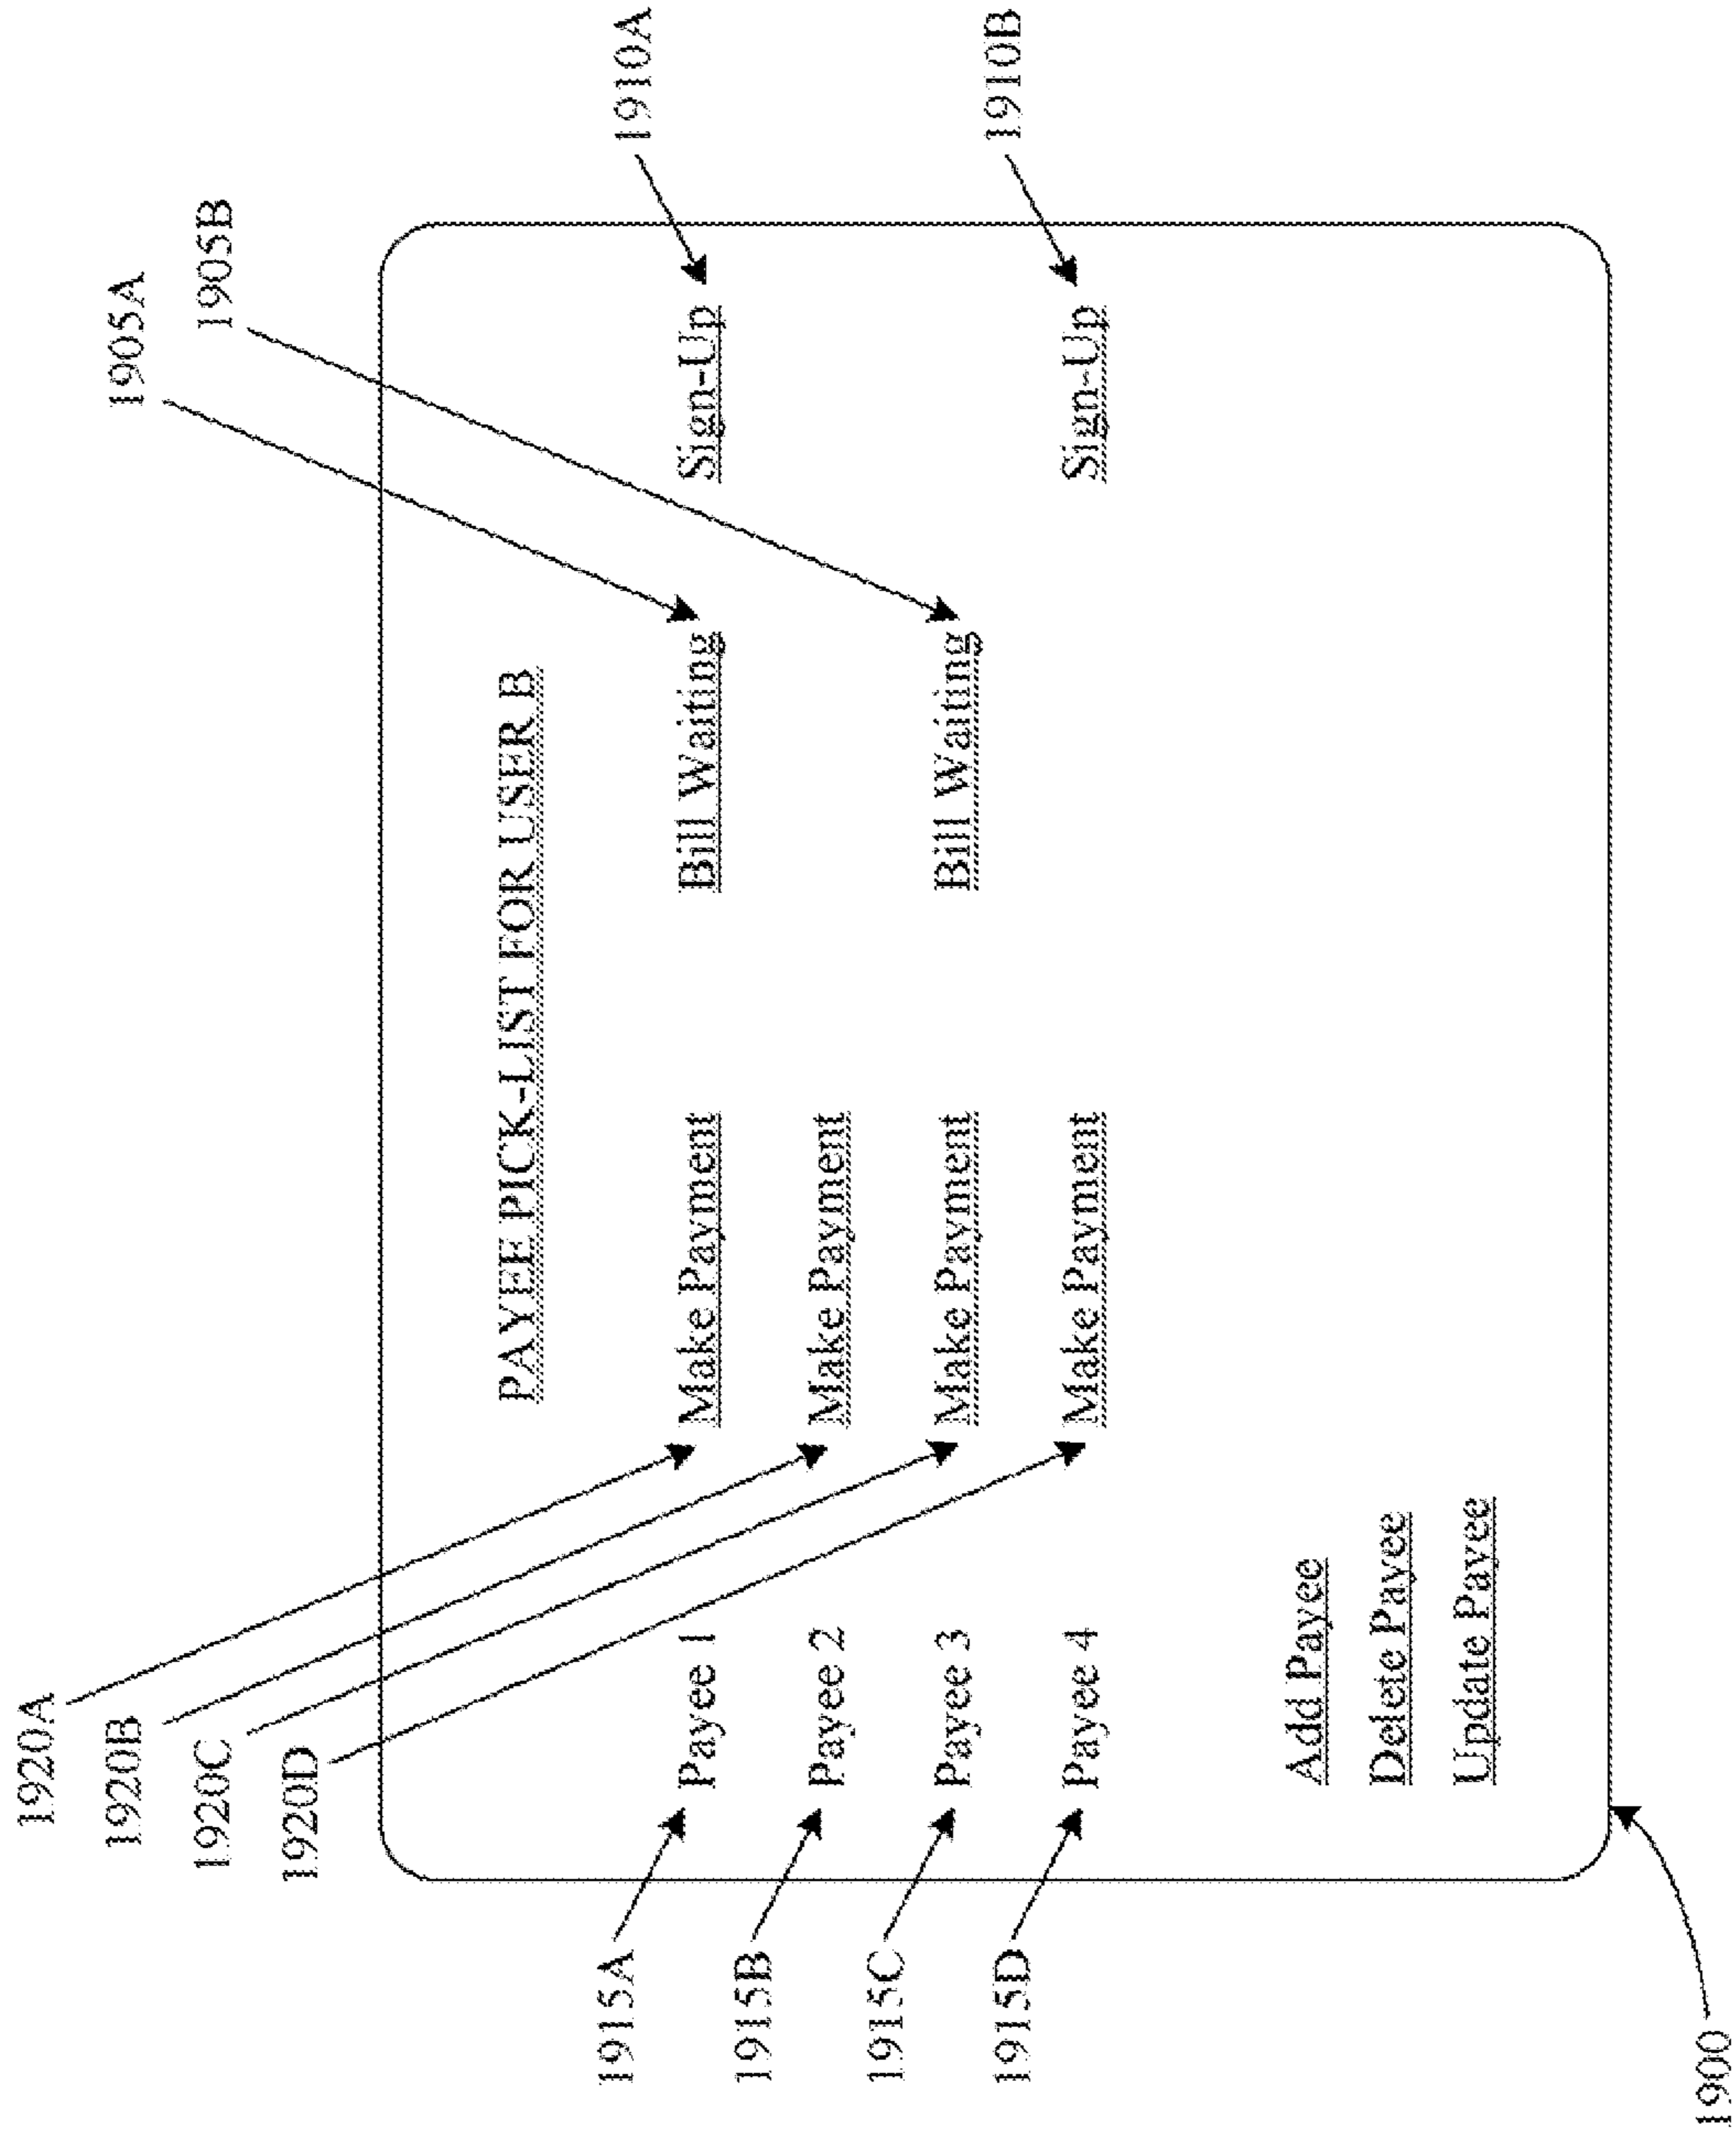 1905A
1905B
1920A
1920B
1920C
1920D
PAYEE PICK-LIST FOR USER B
1910A
1915A
Payee 1 Make Payment Bill Waiting Sign-Up
1915B
Payee 2 Make Payment
1915C
Payee 3 Make Payment Bill Waiting
1910B
1915D
Payee 4 Make Payment Sign-Up
Add Payee
Delete Payee
Update Payee
1900